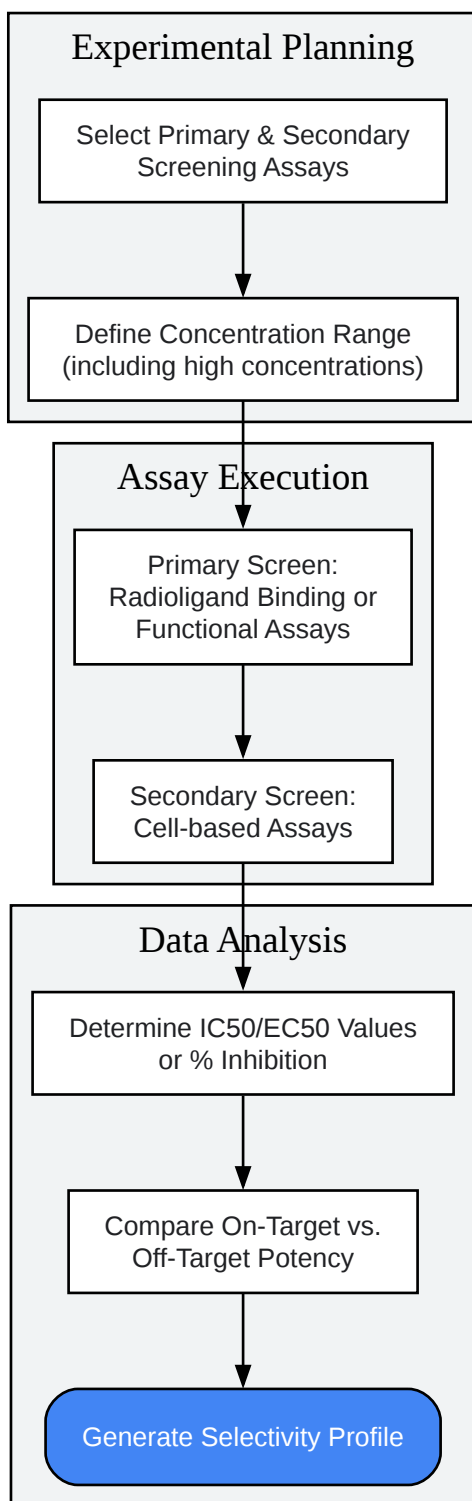 Experimental Planning
Select Primary & Secondary
Screening Assays
Define Concentration Range
(including high concentrations)
Assay Execution
Primary Screen:
Radioligand Binding or
Functional Assays
Secondary Screen:
Cell-based Assays
Data Analysis
Determine IC50/EC50 Values
or % Inhibition
Compare On-Target vs.
Off-Target Potency
Generate Selectivity Profile